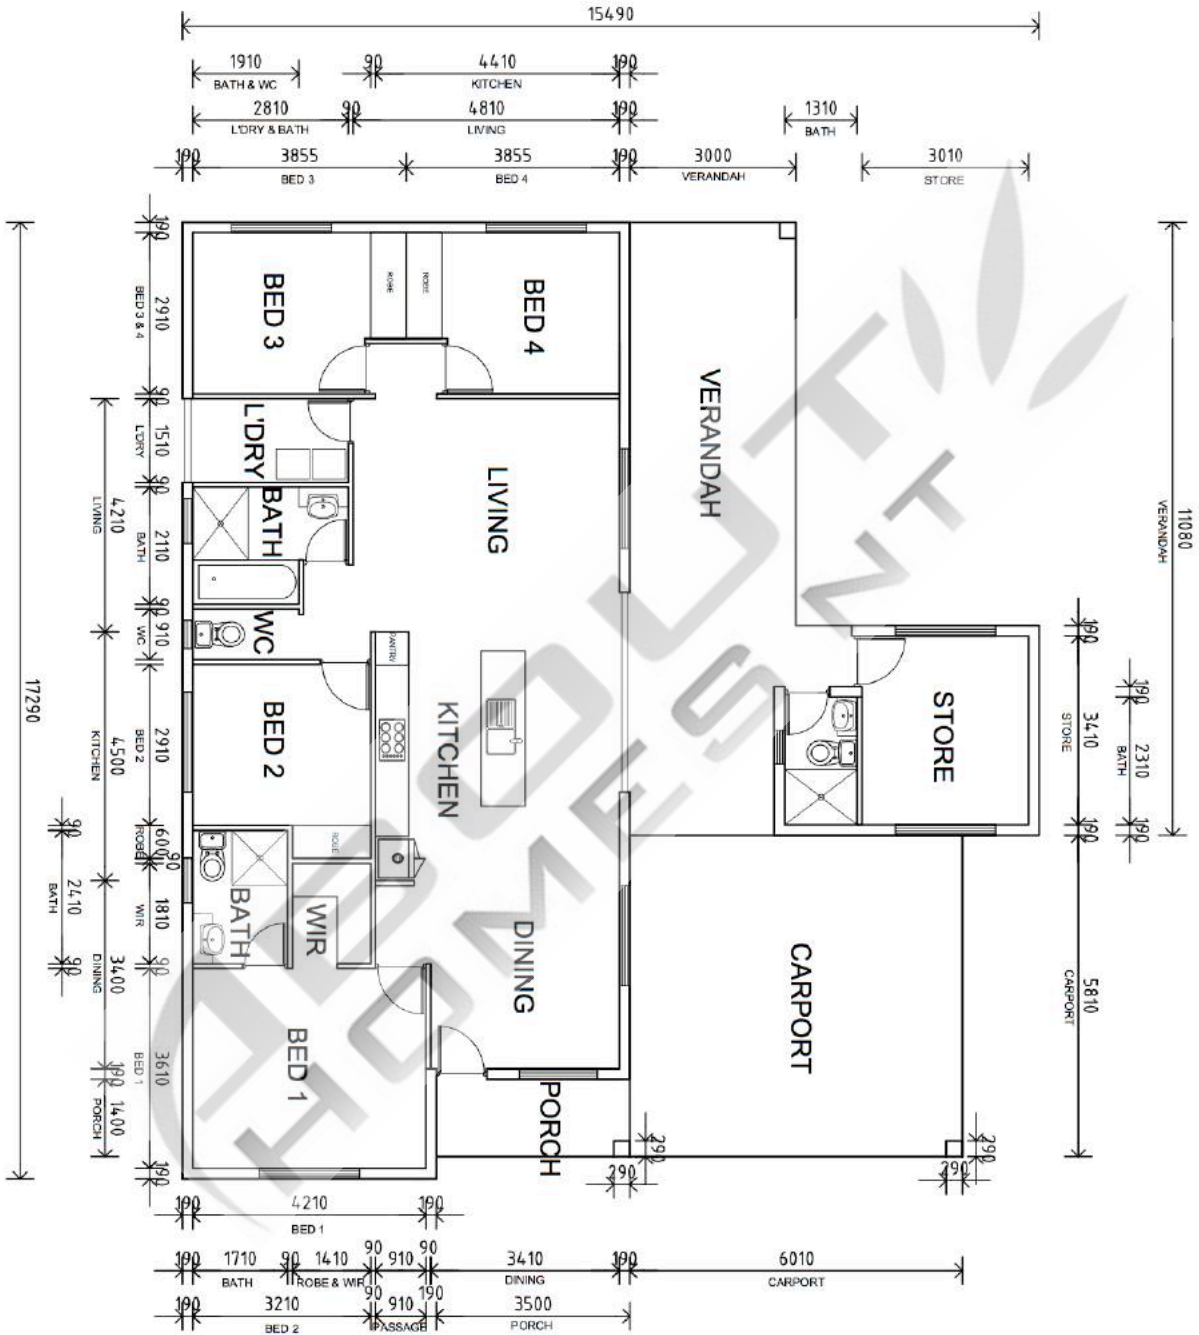 15490
1910
90
4410
190
BATH & WC
KITCHEN
2810
90
4810
190
1310
L'DRY & BATH
LIVING
BATH
190
3855
3855
190
3000
3010
BED 3
BED 4
VERANDAH
STORE
17290
190
2910
BED 3 & 4
90
1510
L'DRY
90
2110
BATH
90
910
WC
2910
BED 2
600
ROBE
90
1810
WIR
90
3610
BED 1
190
4210
LIVING
4500
KITCHEN
3400
DINING
190
1400
PORCH
90
2410
BATH
90
BED 3
ROBE
ROBE
BED 4
L'DRY
BATH
WC
LIVING
VERANDAH
PANTRY
BED 2
KITCHEN
STORE
ROBE
BATH
WIR
DINING
CARPORT
BED 1
PORCH
ABOUT
HOMES NT
11080
VERANDAH
190
3410
STORE
190
190
2310
BATH
190
5810
CARPORT
290
290
290
290
190
4210
190
BED 1
190
1710
90
1410
90
910
90
3410
190
6010
BATH
ROBE & WIR
DINING
CARPORT
190
3210
90
910
190
3500
BED 2
PASSAGE
PORCH